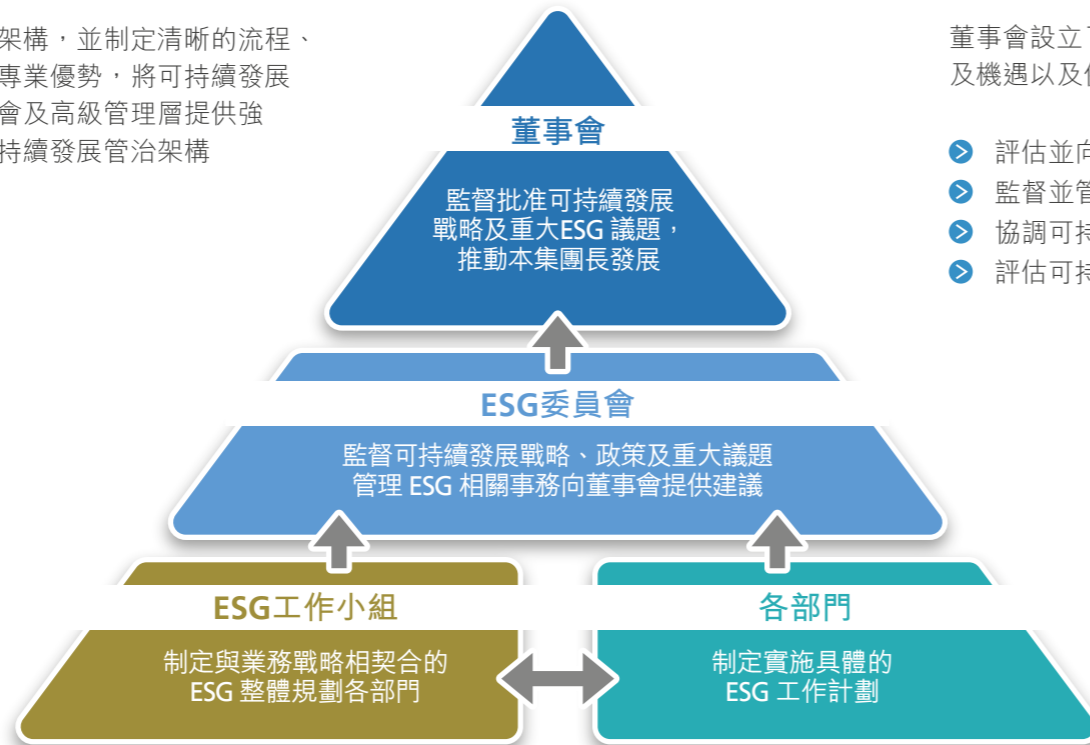 架構，並制定清晰的流程、
專業優勢，將可持續發展
會及高級管理層提供強
持續發展管治架構
董事會設立
及機遇以及
評估並向
監督並管
協調可持
評估可持
董事會
監督批准可持續發展
戰略及重大ESG 議題，
推動本集團長發展
ESG委員會
監督可持續發展戰略、政策及重大議題
管理 ESG 相關事務向董事會提供建議
ESG工作小組
制定與業務戰略相契合的
ESG 整體規劃各部門
各部門
制定實施具體的
ESG 工作計劃